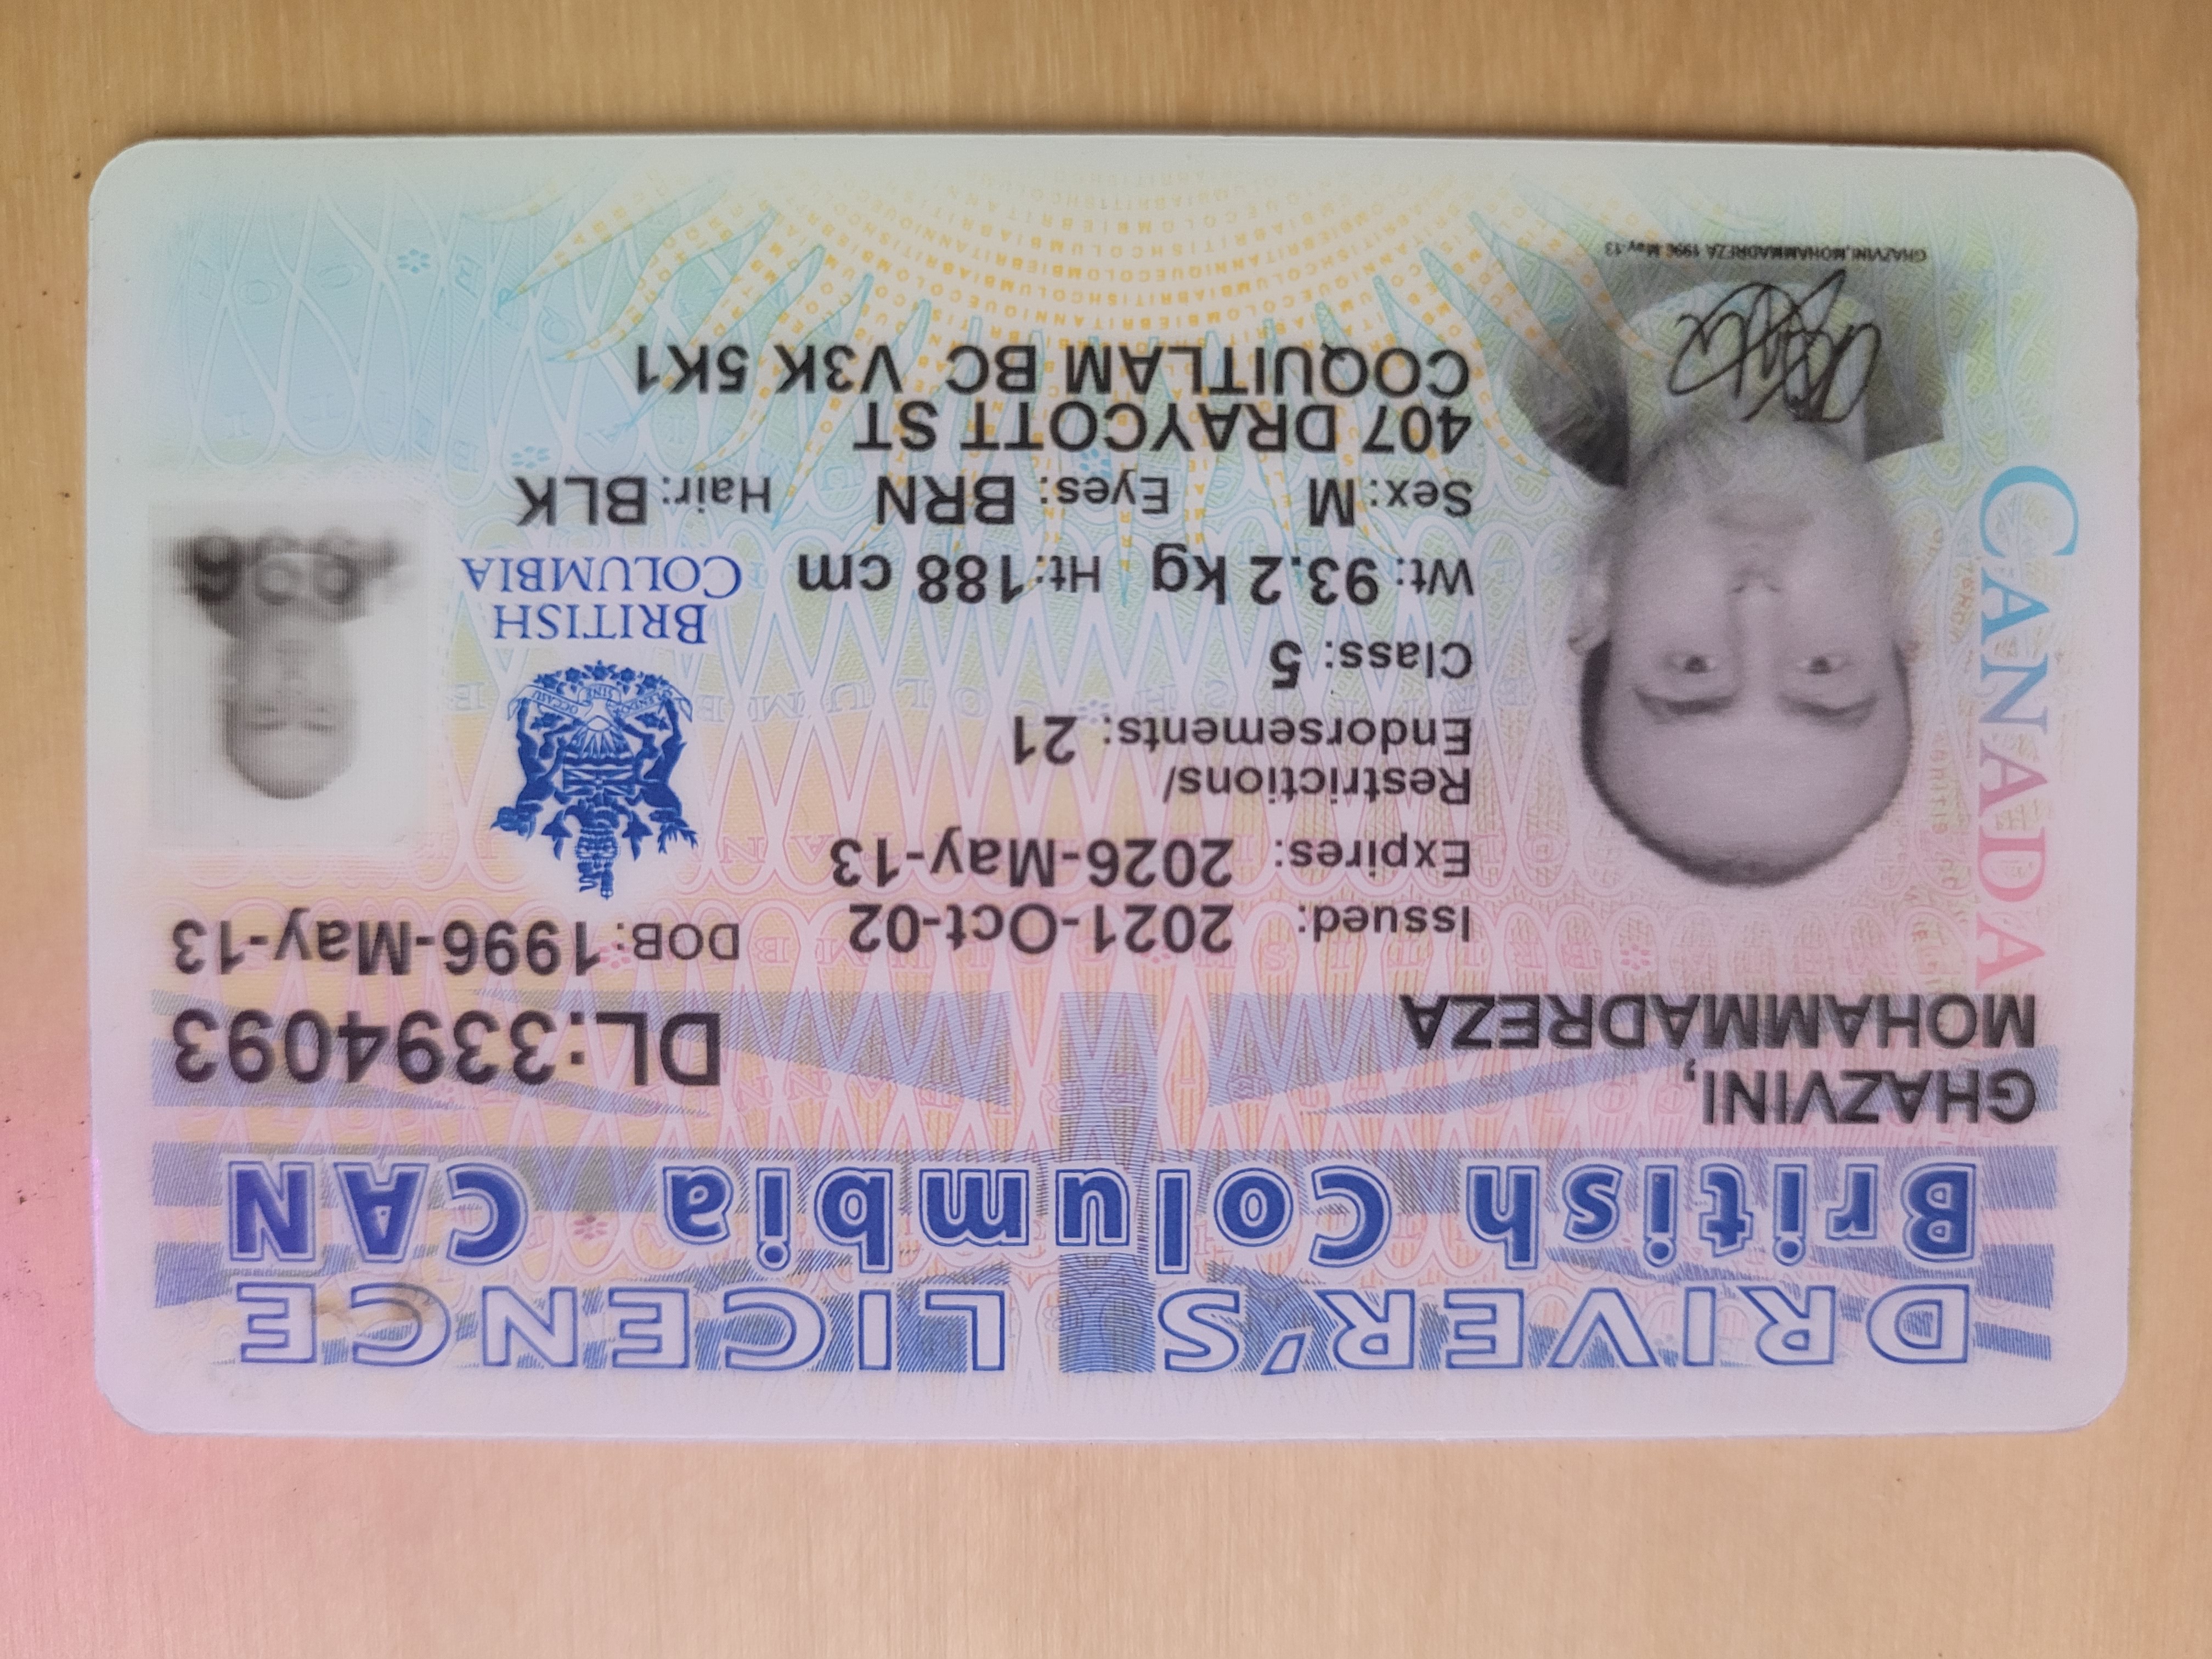 DRIVER'S LICENCE
British Columbia CAN
GHAZVINI,
MOHAMMADREZA
DL:3394093
DOB: 1996-May-13
Issued: 2021-Oct-02
Expires: 2026-May-13
Restrictions/
Endorsements: 21
Class: 5
Wt: 93.2 kg Ht:188 cm
Sex: M Eyes: BRN Hair: BLK
407 DRAYCOTT ST
COQUITLAM BC V3K 5K1
CANADA
BRITISH
COLUMBIA
GHAZVINI,MOHAMMADREZA 1996-May-13